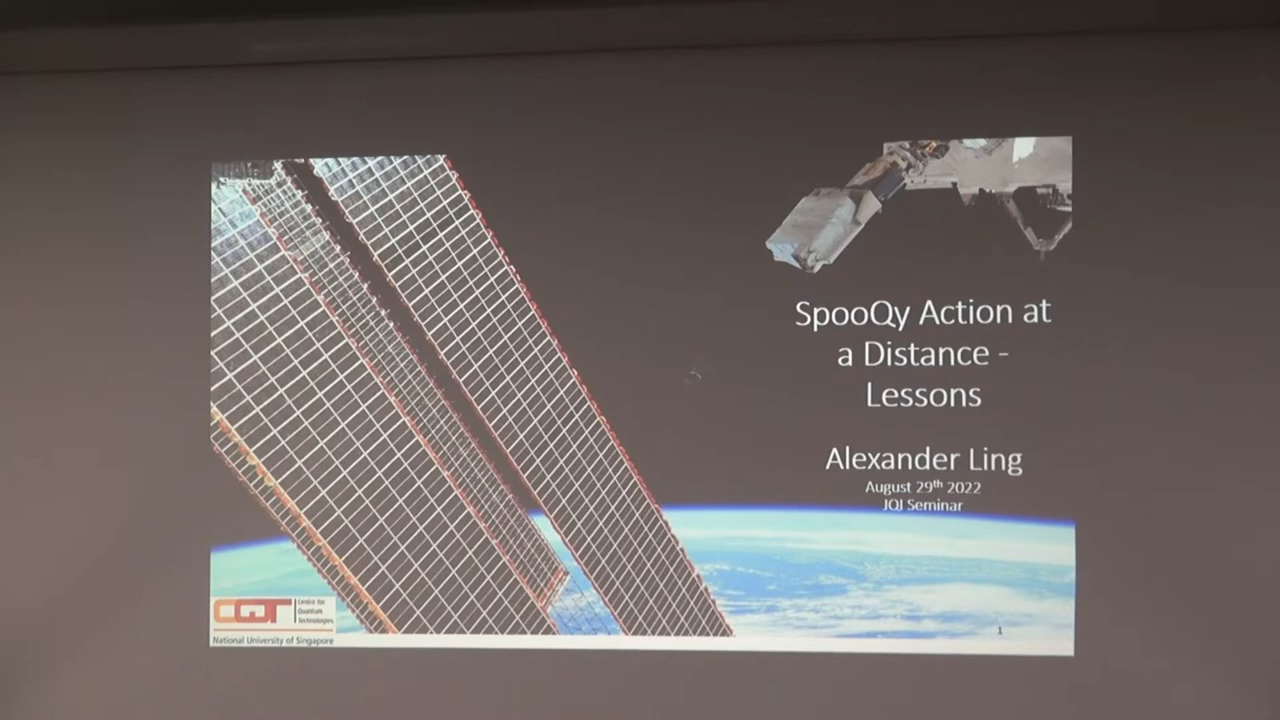 SpooQy Action at
a Distance -
Lessons
Alexander Ling
August 29th 2022
JQI Seminar
CQT
Centre for
Quantum
Technologies
National University of Singapore
1